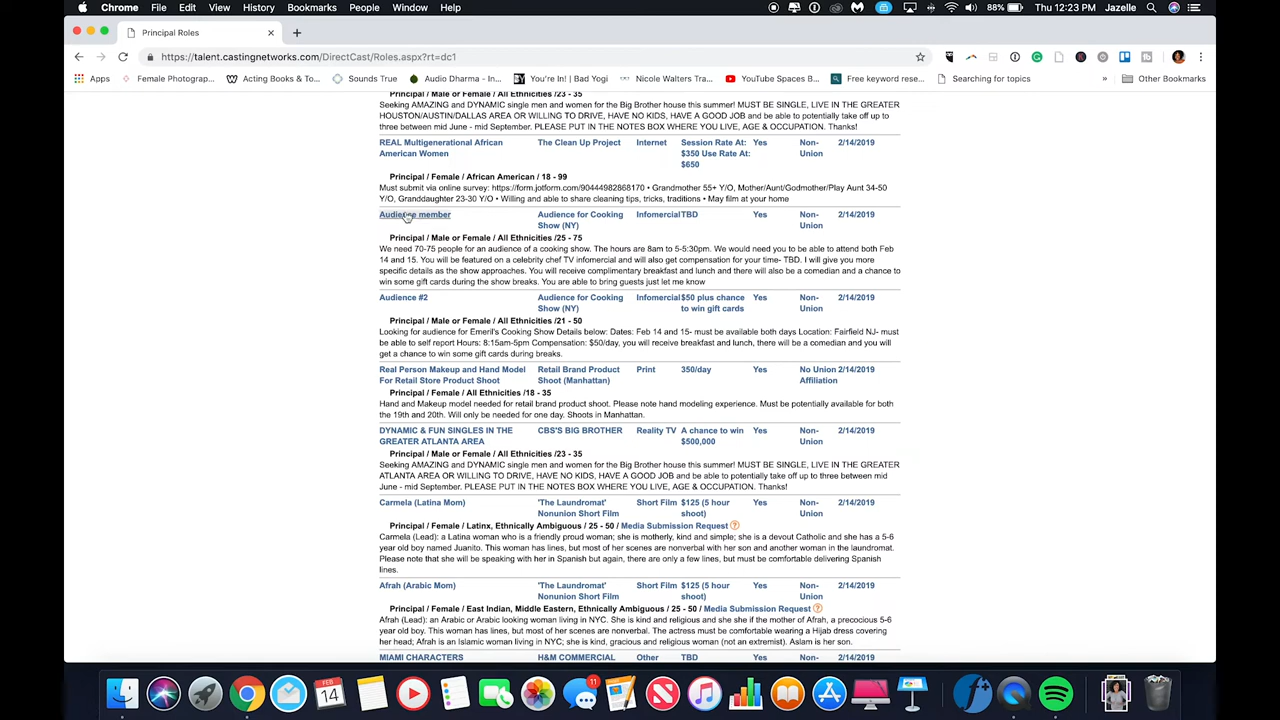 Chrome File Edit View History Bookmarks People Window Help 88% Thu 12:23 PM Jazelle
Principal Roles
https://talent.castingnetworks.com/DirectCast/Roles.aspx?rt=dc1
Apps Female Photograp... Acting Books & To... Sounds True Audio Dharma - In... You're In! | Bad Yogi Nicole Walters Tra... YouTube Spaces B... Free keyword rese... Searching for topics » Other Bookmarks
Principal / Male or Female / All Ethnicities /23 - 35
Seeking AMAZING and DYNAMIC single men and women for the Big Brother house this summer! MUST BE SINGLE, LIVE IN THE GREATER
HOUSTON/AUSTIN/DALLAS AREA OR WILLING TO DRIVE, HAVE NO KIDS, HAVE A GOOD JOB and be able to potentially take off up to
three between mid June - mid September. PLEASE PUT IN THE NOTES BOX WHERE YOU LIVE, AGE & OCCUPATION. Thanks!
REAL Multigenerational African The Clean Up Project Internet Session Rate At: Yes Non- 2/14/2019
American Women $350 Use Rate At: Union
$650
Principal / Female / African American / 18 - 99
Must submit via online survey: https://form.jotform.com/90444982868170 • Grandmother 55+ Y/O, Mother/Aunt/Godmother/Play Aunt 34-50
Y/O, Granddaughter 23-30 Y/O • Willing and able to share cleaning tips, tricks, traditions • May film at your home
Audience member Audience for Cooking Infomercial TBD Yes Non- 2/14/2019
Show (NY) Union
Principal / Male or Female / All Ethnicities /25 - 75
We need 70-75 people for an audience of a cooking show. The hours are 8am to 5-5:30pm. We would need you to be able to attend both Feb
14 and 15. You will be featured on a celebrity chef TV infomercial and will also get compensation for your time- TBD. I will give you more
specific details as the show approaches. You will receive complimentary breakfast and lunch and there will also be a comedian and a chance to
win some gift cards during the show breaks. You are able to bring guests just let me know
Audience #2 Audience for Cooking Infomercial $50 plus chance Yes Non- 2/14/2019
Show (NY) to win gift cards Union
Principal / Male or Female / All Ethnicities /21 - 50
Looking for audience for Emeril's Cooking Show Details below: Dates: Feb 14 and 15- must be available both days Location: Fairfield NJ- must
be able to self report Hours: 8:15am-5pm Compensation: $50/day, you will receive breakfast and lunch, there will be a comedian and you will
get a chance to win some gift cards during breaks.
Real Person Makeup and Hand Model Retail Brand Product Print 350/day Yes No Union 2/14/2019
For Retail Store Product Shoot Shoot (Manhattan) Affiliation
Principal / Female / All Ethnicities /18 - 35
Hand and Makeup model needed for retail brand product shoot. Please note hand modeling experience. Must be potentially available for both
the 19th and 20th. Will only be needed for one day. Shoots in Manhattan.
DYNAMIC & FUN SINGLES IN THE CBS'S BIG BROTHER Reality TV A chance to win Yes Non- 2/14/2019
GREATER ATLANTA AREA $500,000 Union
Principal / Male or Female / All Ethnicities /23 - 35
Seeking AMAZING and DYNAMIC single men and women for the Big Brother house this summer! MUST BE SINGLE, LIVE IN THE GREATER
ATLANTA AREA OR WILLING TO DRIVE, HAVE NO KIDS, HAVE A GOOD JOB and be able to potentially take off up to three between mid
June - mid September. PLEASE PUT IN THE NOTES BOX WHERE YOU LIVE, AGE & OCCUPATION. Thanks!
Carmela (Latina Mom) 'The Laundromat' Short Film $125 (5 hour Yes Non- 2/14/2019
Nonunion Short Film shoot) Union
Principal / Female / Latinx, Ethnically Ambiguous / 25 - 50 / Media Submission Request ?
Carmela (Lead): a Latina woman who is a friendly proud woman; she is motherly, kind and simple; she is a devout Catholic and she has a 5-6
year old boy named Juanito. This woman has lines, but most of her scenes are nonverbal with her son and another woman in the laundromat.
Please note that she will be speaking with her in Spanish but again, there are only a few lines, but must be comfortable delivering Spanish
lines.
Afrah (Arabic Mom) 'The Laundromat' Short Film $125 (5 hour Yes Non- 2/14/2019
Nonunion Short Film shoot) Union
Principal / Female / East Indian, Middle Eastern, Ethnically Ambiguous / 25 - 50 / Media Submission Request ?
Afrah (Lead): an Arabic or Arabic looking woman living in NYC. She is kind and religious and she she if the mother of Afrah, a precocious 5-6
year old boy. This woman has lines, but most of her scenes are nonverbal. The actress must be comfortable wearing a Hijab dress covering
her head; Afrah is an Islamic woman living in NYC; she is kind, gracious and religious woman (not an extremist). Aslam is her son.
MIAMI CHARACTERS H&M COMMERCIAL Other TBD Yes Non- 2/14/2019
FEB
14
11